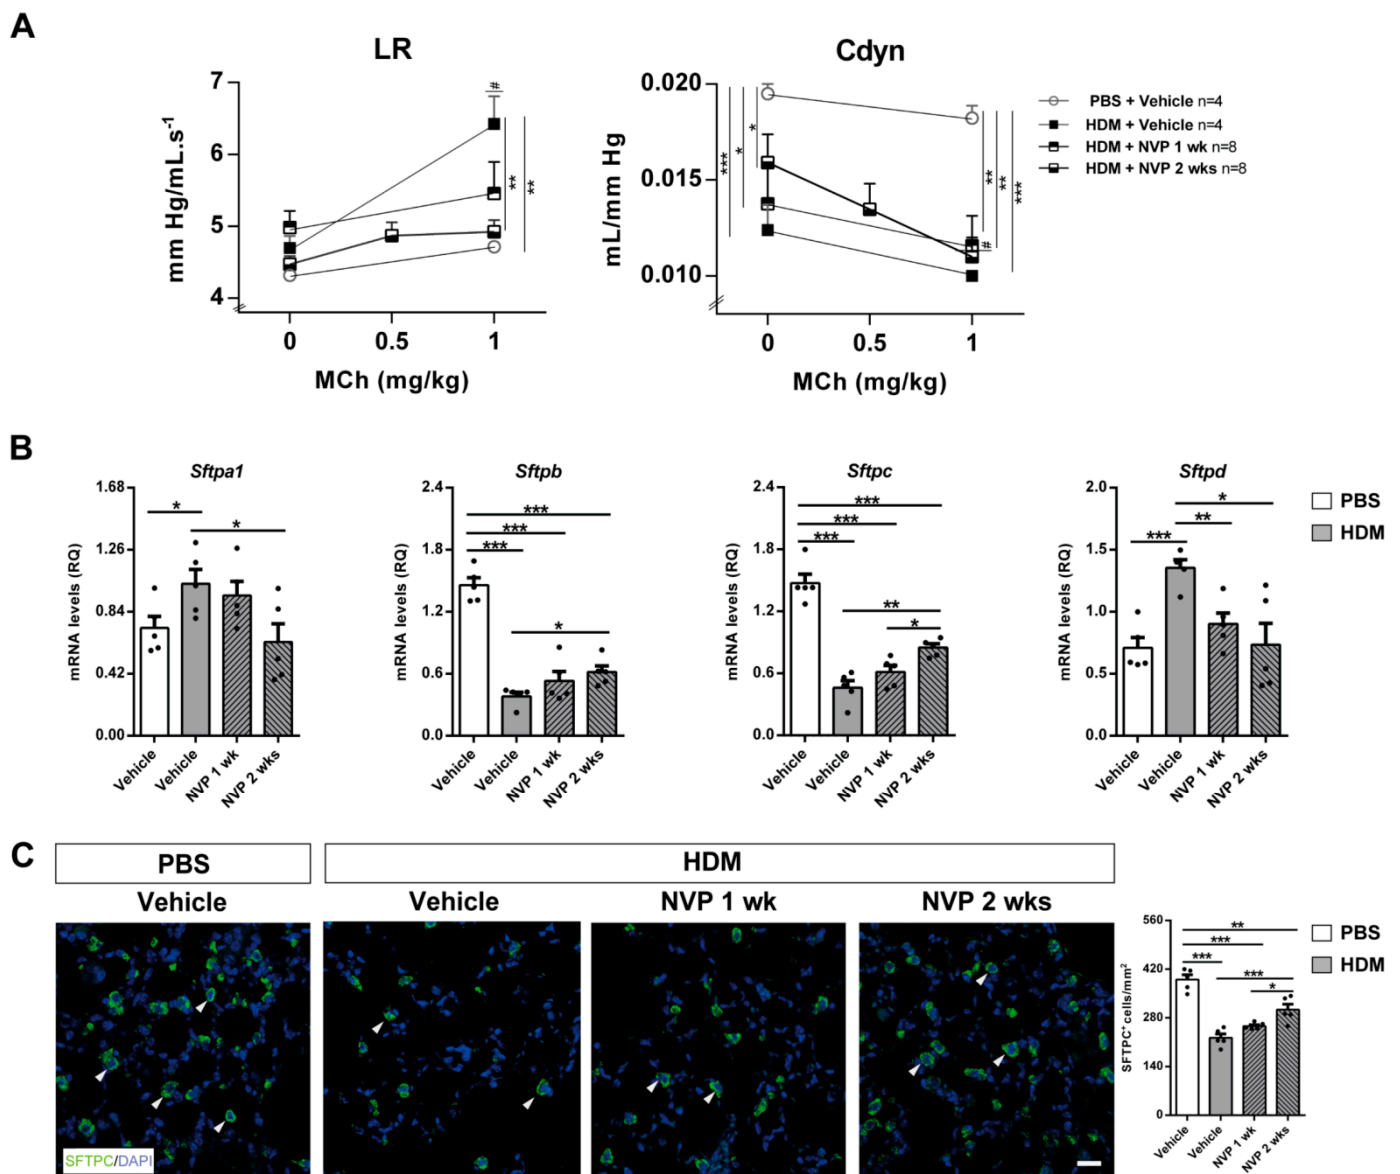 A
LR
mm Hg/mL.s-1
7
6
5
4
#
**
**
0
0.5
1
MCh (mg/kg)
Cdyn
mL/mm Hg
0.020
0.015
0.010
***
*
*
**
**
***
#
0
0.5
1
MCh (mg/kg)
PBS + Vehicle n=4
HDM + Vehicle n=4
HDM + NVP 1 wk n=8
HDM + NVP 2 wks n=8
B
Sftpa1
mRNA levels (RQ)
1.68
1.26
0.84
0.42
0.00
*
*
Vehicle
Vehicle
NVP 1 wk
NVP 2 wks
Sftpb
mRNA levels (RQ)
2.4
1.8
1.2
0.6
0.0
***
***
***
*
Vehicle
Vehicle
NVP 1 wk
NVP 2 wks
Sftpc
mRNA levels (RQ)
2.4
1.8
1.2
0.6
0.0
***
***
***
**
*
Vehicle
Vehicle
NVP 1 wk
NVP 2 wks
Sftpd
mRNA levels (RQ)
2.0
1.5
1.0
0.5
0.0
*
**
***
Vehicle
Vehicle
NVP 1 wk
NVP 2 wks
PBS
HDM
C
PBS
HDM
Vehicle
Vehicle
NVP 1 wk
NVP 2 wks
SFTPC/DAPI
SFTPC+ cells/mm2
560
420
280
140
0
**
***
***
***
*
Vehicle
Vehicle
NVP 1 wk
NVP 2 wks
PBS
HDM